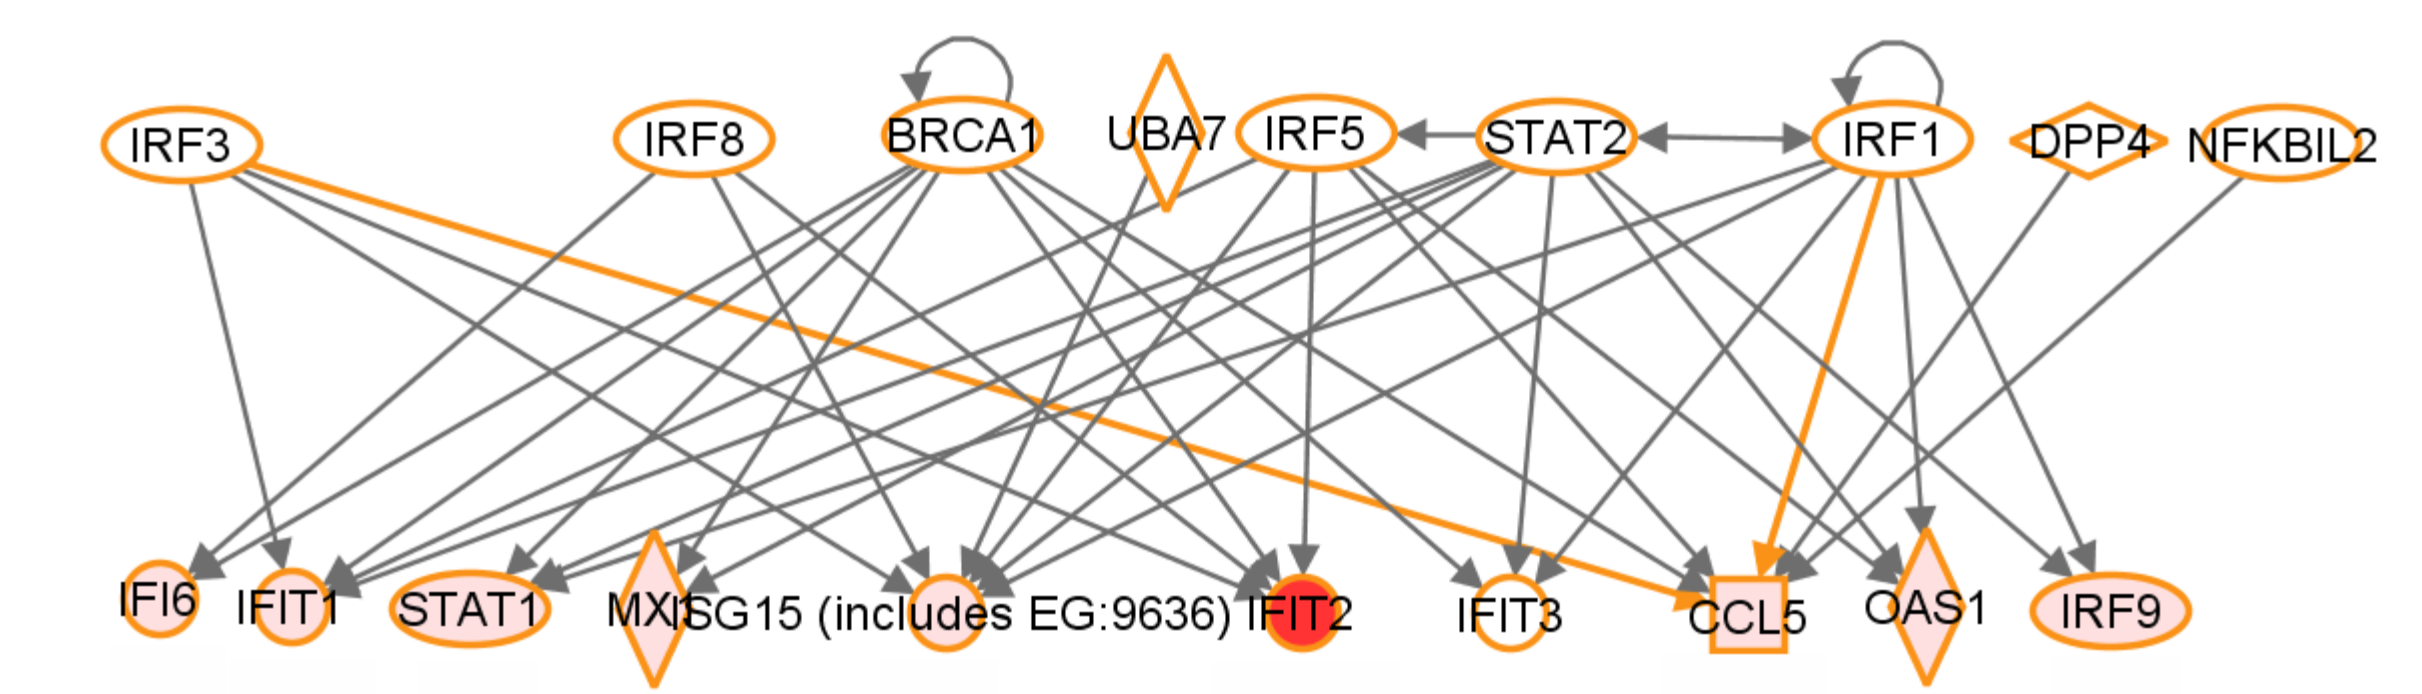 IRF3
IRF8
BRCA1
UBA7
IRF5
STAT2
IRF1
DPP4
NFKBIL2
IFI6
IFIT1
STAT1
MX1
ISG15 (includes EG:9636)
IFIT2
IFIT3
CCL5
OAS1
IRF9